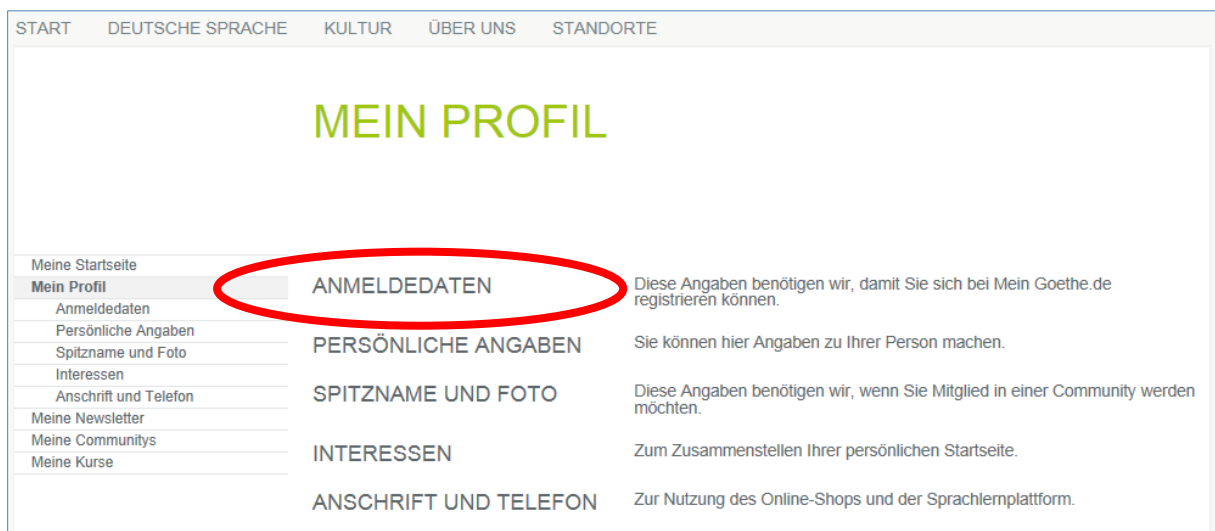 START DEUTSCHE SPRACHE KULTUR ÜBER UNS STANDORTE
MEIN PROFIL
Meine Startseite
Mein Profil
Anmeldedaten
Persönliche Angaben
Spitzname und Foto
Interessen
Anschrift und Telefon
Meine Newsletter
Meine Communitys
Meine Kurse
ANMELDEDATEN
Diese Angaben benötigen wir, damit Sie sich bei Mein Goethe.de
registrieren können.
PERSÖNLICHE ANGABEN
Sie können hier Angaben zu Ihrer Person machen.
SPITZNAME UND FOTO
Diese Angaben benötigen wir, wenn Sie Mitglied in einer Community werden
möchten.
INTERESSEN
Zum Zusammenstellen Ihrer persönlichen Startseite.
ANSCHRIFT UND TELEFON
Zur Nutzung des Online-Shops und der Sprachlernplattform.